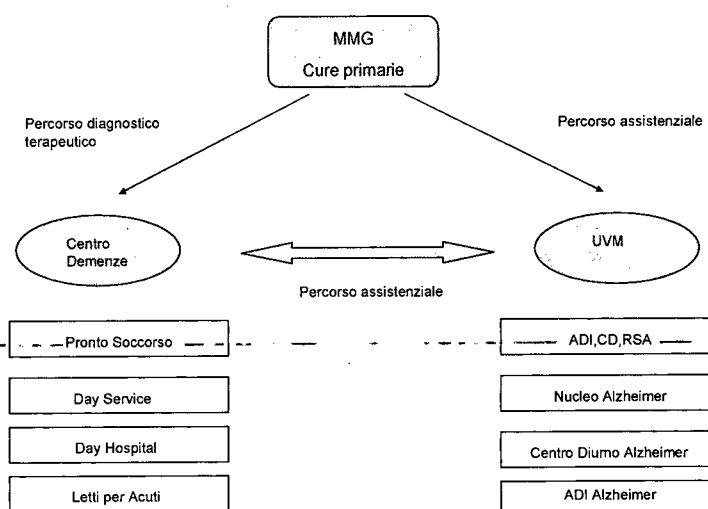 MMG
Cure primarie
Percorso diagnostico
terapeutico
Percorso assistenziale
Centro
Demenze
UVM
Percorso assistenziale
Pronto Soccorso
ADI,CD,RSA
Day Service
Nucleo Alzheimer
Day Hospital
Centro Diumo Alzheimer
Letti per Acuti
ADI Alzheimer